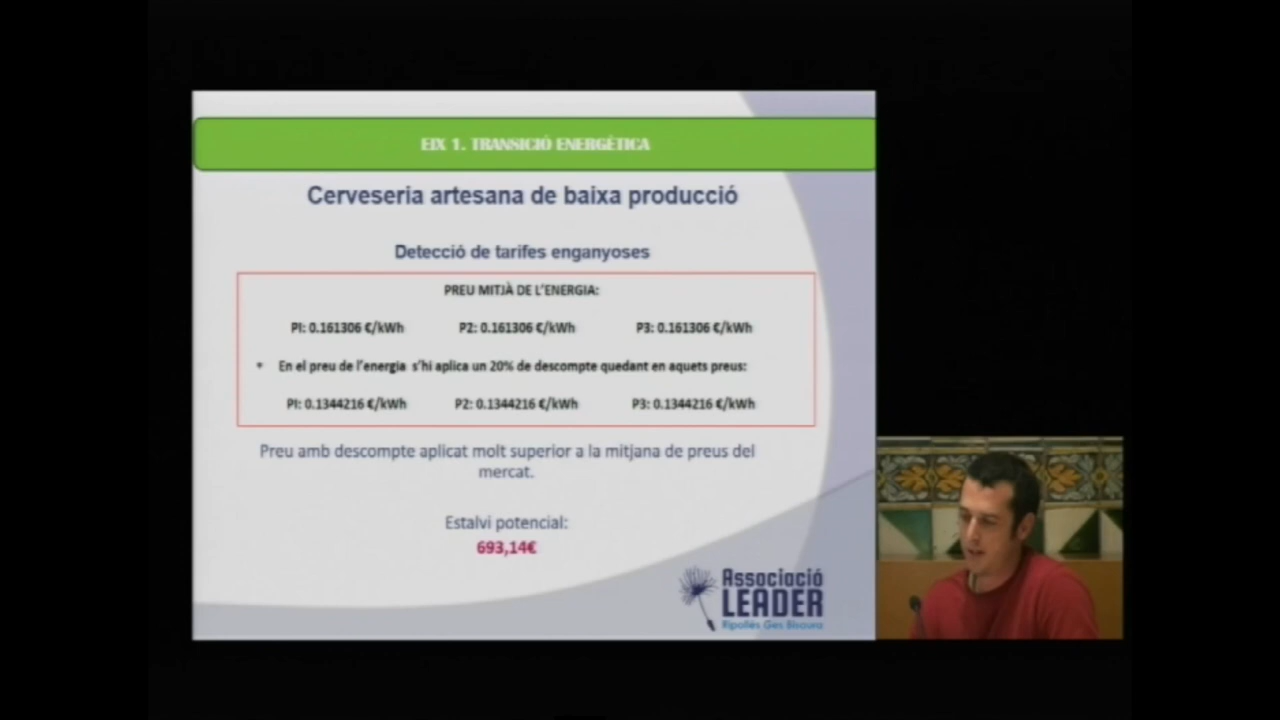 EIX 1. TRANSICIÓ ENERGÈTICA
Cerveseria artesana de baixa producció
Detecció de tarifes enganyoses
PREU MITJÀ DE L'ENERGIA:
P1: 0.161306 €/kWh P2: 0.161306 €/kWh P3: 0.161306 €/kWh
* En el preu de l'energia s'hi aplica un 20% de descompte quedant en aquets preus:
P1: 0.1344216 €/kWh P2: 0.1344216 €/kWh P3: 0.1344216 €/kWh
Preu amb descompte aplicat molt superior a la mitjana de preus del
mercat.
Estalvi potencial:
693,14€
Associació
LEADER
Ripollès Ges Bisaura